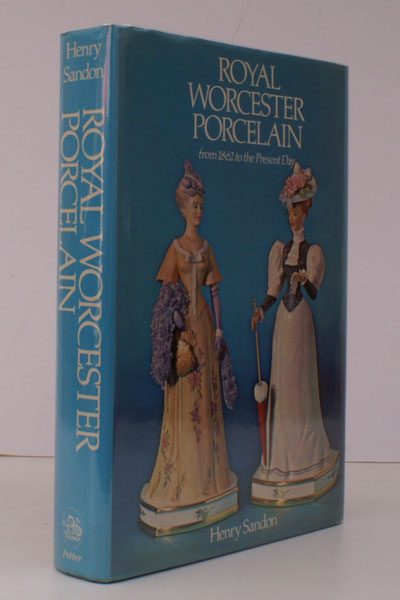 Henry
Sandon
ROYAL WORCESTER
PORCELAIN
Potter
ROYAL
WORCESTER
PORCELAIN
from 1862 to the Present Day
Henry Sandon